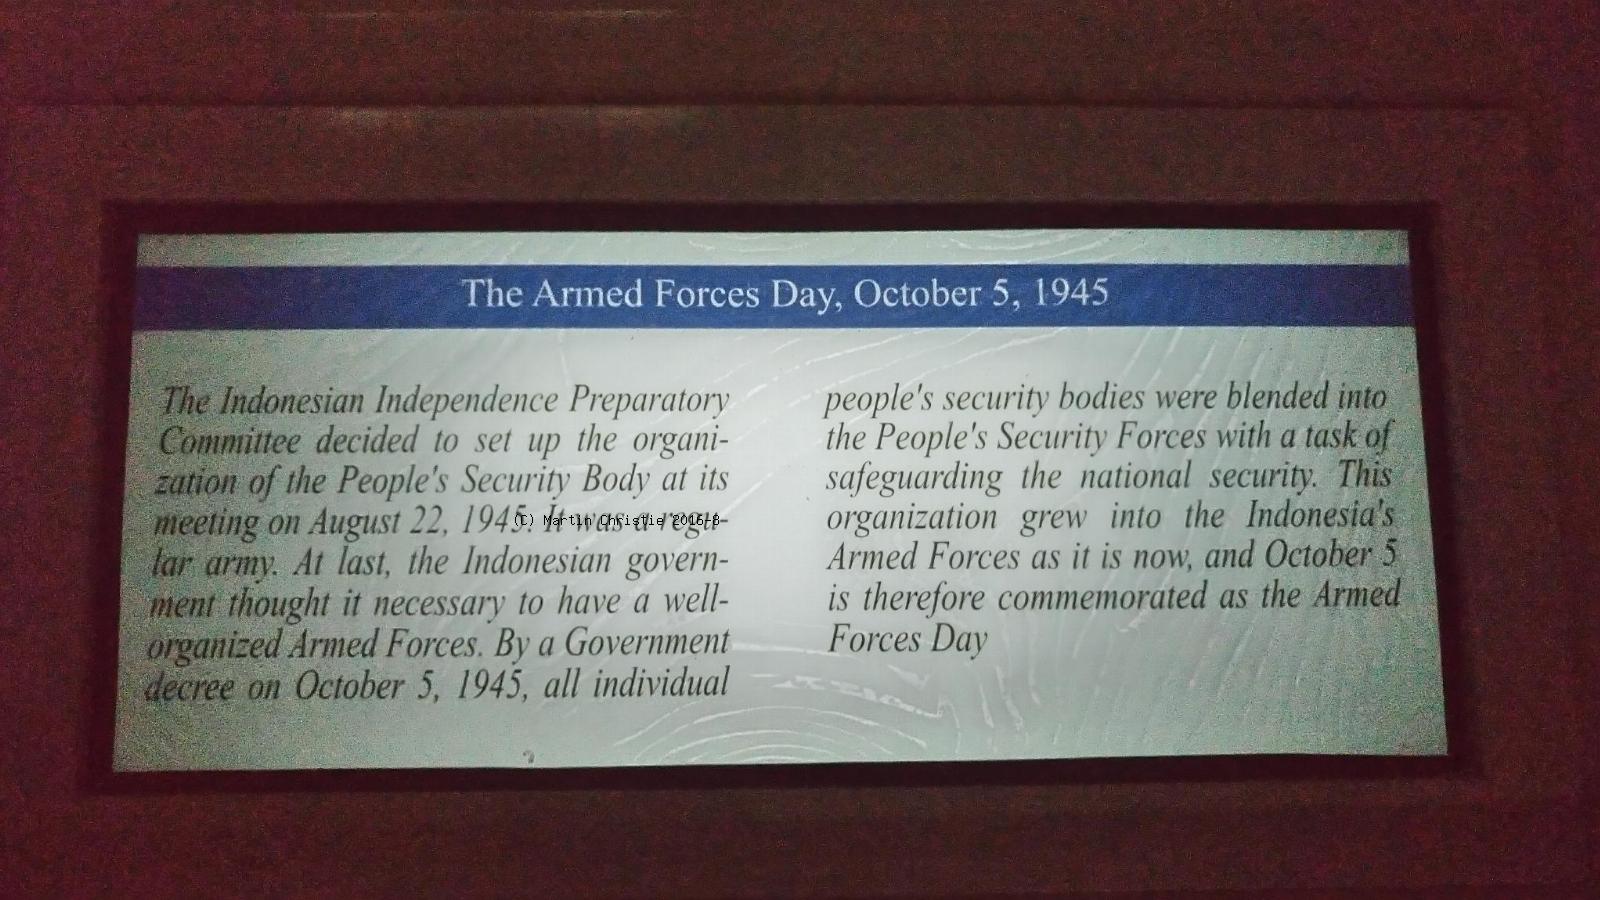 The Armed Forces Day, October 5, 1945
The Indonesian Independence Preparatory
Committee decided to set up the organi-
zation of the People's Security Body at its
meeting on August 22, 1945. It was a regu-
lar army. At last, the Indonesian govern-
ment thought it necessary to have a well-
organized Armed Forces. By a Government
decree on October 5, 1945, all individual
people's security bodies were blended into
the People's Security Forces with a task of
safeguarding the national security. This
organization grew into the Indonesia's
Armed Forces as it is now, and October 5
is therefore commemorated as the Armed
Forces Day
(C) Martin Christie 2016-8